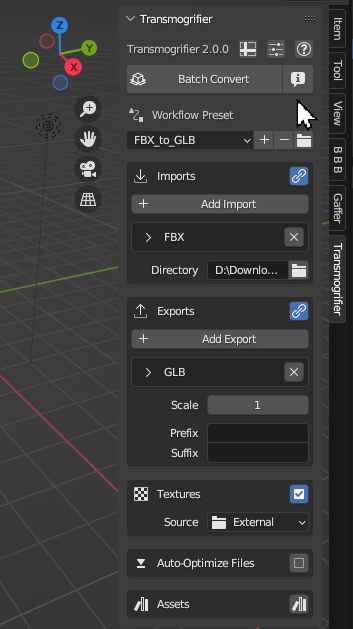 Transmogrifier
Transmogrifier 2.0.0
Batch Convert
Workflow Preset
FBX_to_GLB
Imports
Add Import
FBX
Directory D:\Downlo...
Exports
Add Export
GLB
Scale 1
Prefix
Suffix
Textures
Source External
Auto-Optimize Files
Assets
Z
Y
X
Item
Tool
View
B B B
Gaffer
Transmogrifier